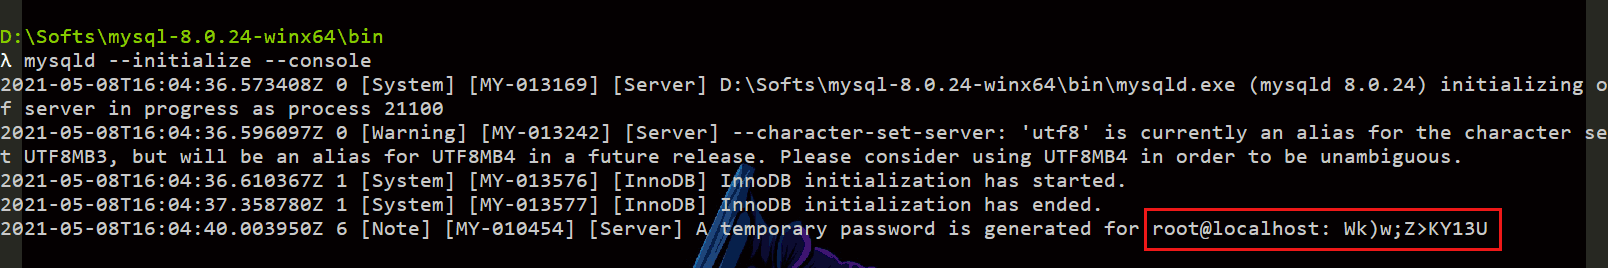 D:\Softs\mysql-8.0.24-winx64\bin
λ mysqld --initialize --console
2021-05-08T16:04:36.573408Z 0 [System] [MY-013169] [Server] D:\Softs\mysql-8.0.24-winx64\bin\mysqld.exe (mysqld 8.0.24) initializing o
f server in progress as process 21100
2021-05-08T16:04:36.596097Z 0 [Warning] [MY-013242] [Server] --character-set-server: 'utf8' is currently an alias for the character se
t UTF8MB3, but will be an alias for UTF8MB4 in a future release. Please consider using UTF8MB4 in order to be unambiguous.
2021-05-08T16:04:36.610367Z 1 [System] [MY-013576] [InnoDB] InnoDB initialization has started.
2021-05-08T16:04:37.358780Z 1 [System] [MY-013577] [InnoDB] InnoDB initialization has ended.
2021-05-08T16:04:40.003950Z 6 [Note] [MY-010454] [Server] A temporary password is generated for root@localhost: Wk)w;Z>KY13U